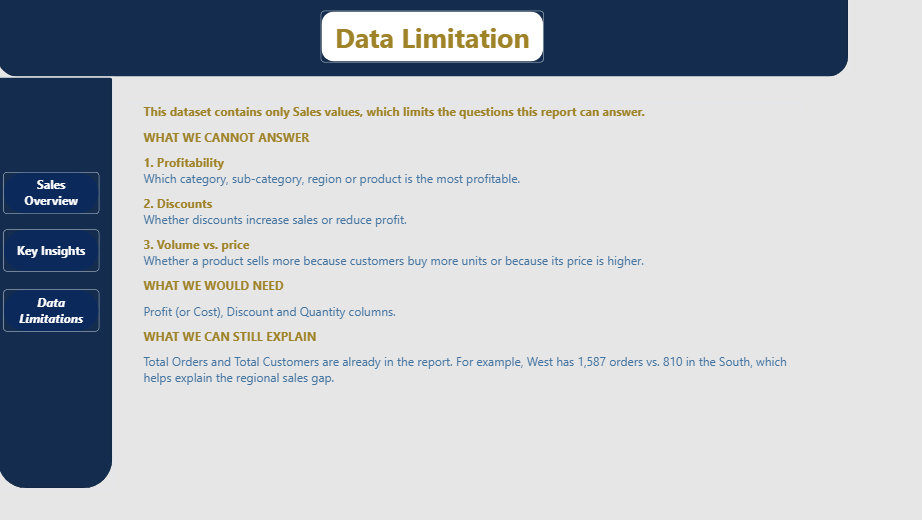 Data Limitation
This dataset contains only Sales values, which limits the questions this report can answer.
WHAT WE CANNOT ANSWER
1. Profitability
Which category, sub-category, region or product is the most profitable.
Sales
Overview
2. Discounts
Whether discounts increase sales or reduce profit.
3. Volume vs. price
Key Insights
Whether a product sells more because customers buy more units or because its price is higher.
WHAT WE WOULD NEED
Data
Limitations
Profit (or Cost), Discount and Quantity columns.
WHAT WE CAN STILL EXPLAIN
Total Orders and Total Customers are already in the report. For example, West has 1,587 orders vs. 810 in the South, which
helps explain the regional sales gap.